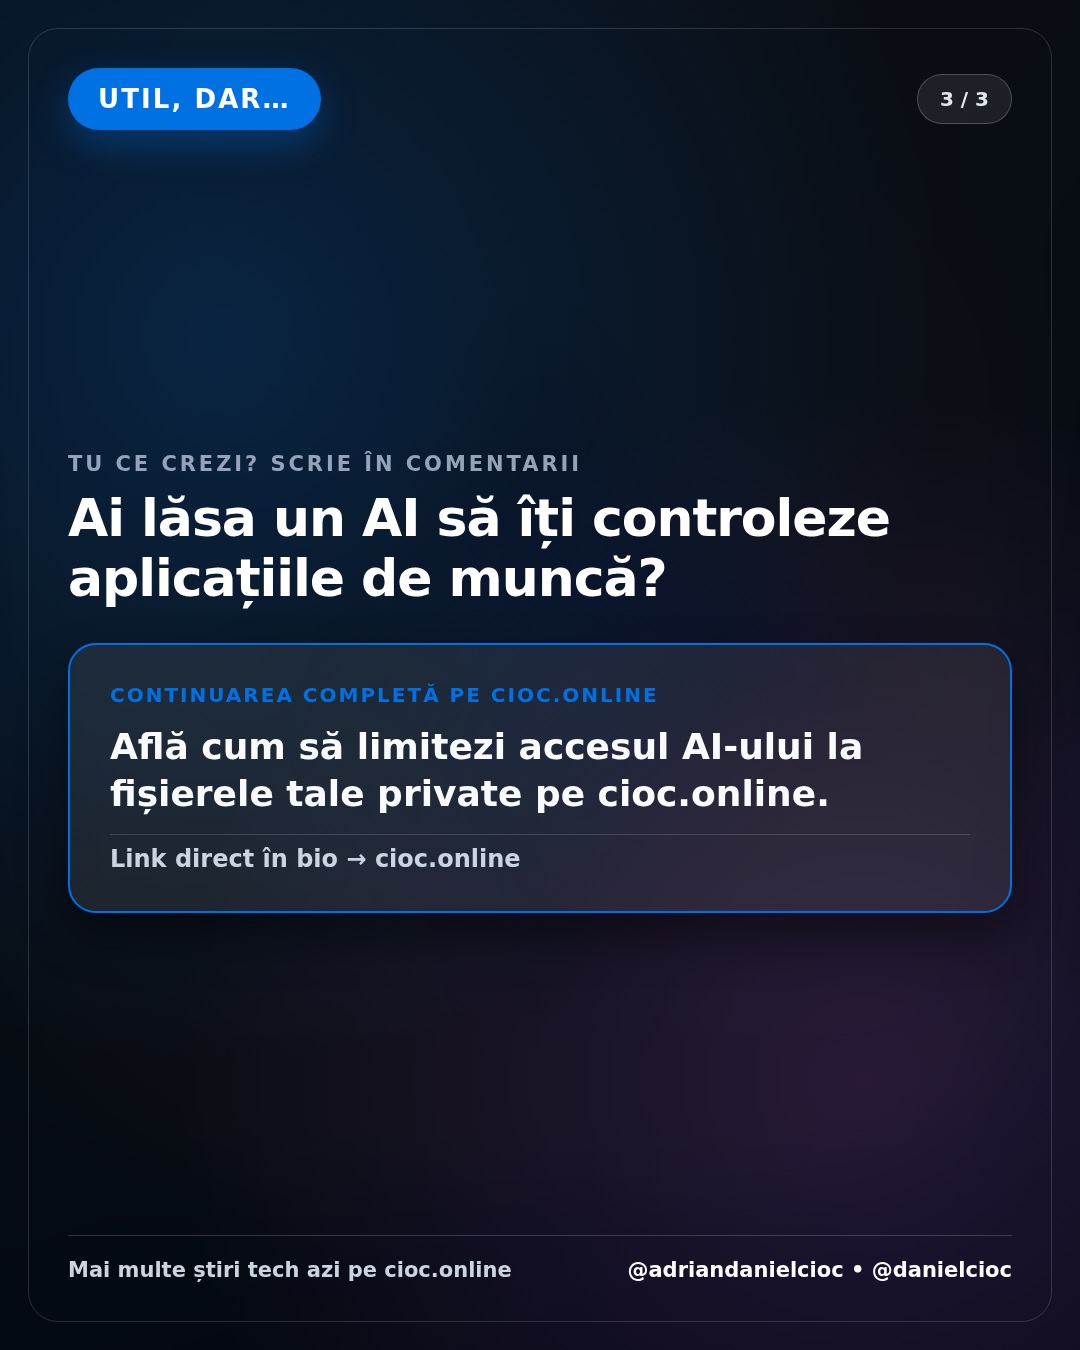 UTIL, DAR…
3 / 3
TU CE CREZI? SCRIE ÎN COMENTARII
Ai lăsa un AI să îți controleze
aplicațiile de muncă?
CONTINUAREA COMPLETĂ PE CIOC.ONLINE
Află cum să limitezi accesul AI-ului la
fișierele tale private pe cioc.online.
Link direct în bio → cioc.online
Mai multe știri tech azi pe cioc.online
@adriandanielcioc • @danielcioc